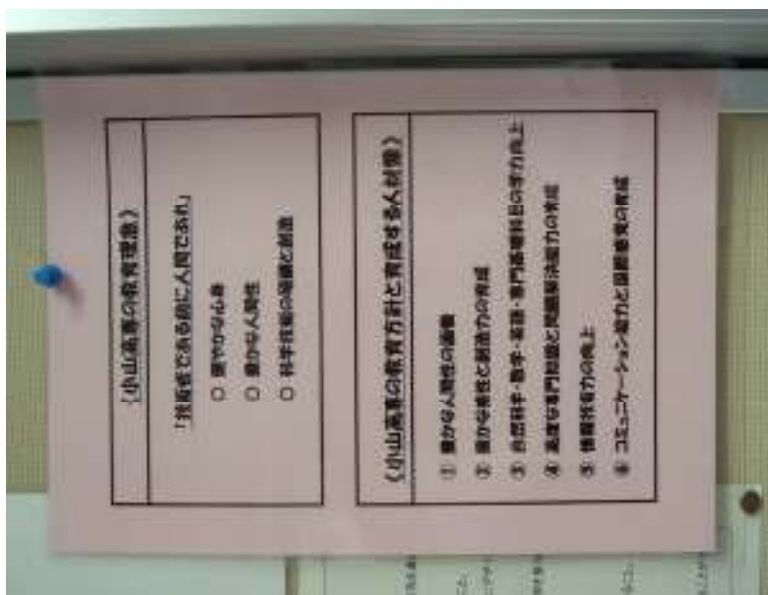 《小山高専の教育理念》
「技術者である前に人間であれ」
○ 健やかな心身
○ 豊かな人間性
○ 科学技術の研鑽と創造
《小山高専の教育方針と育成する人材像》
① 豊かな人間性の涵養
② 豊かな感性と創造力の育成
③ 自然科学・数学・英語・専門基礎科目の学力向上
④ 高度な専門知識と問題解決能力の育成
⑤ 情報技術力の向上
⑥ コミュニケーション能力と国際感覚の育成